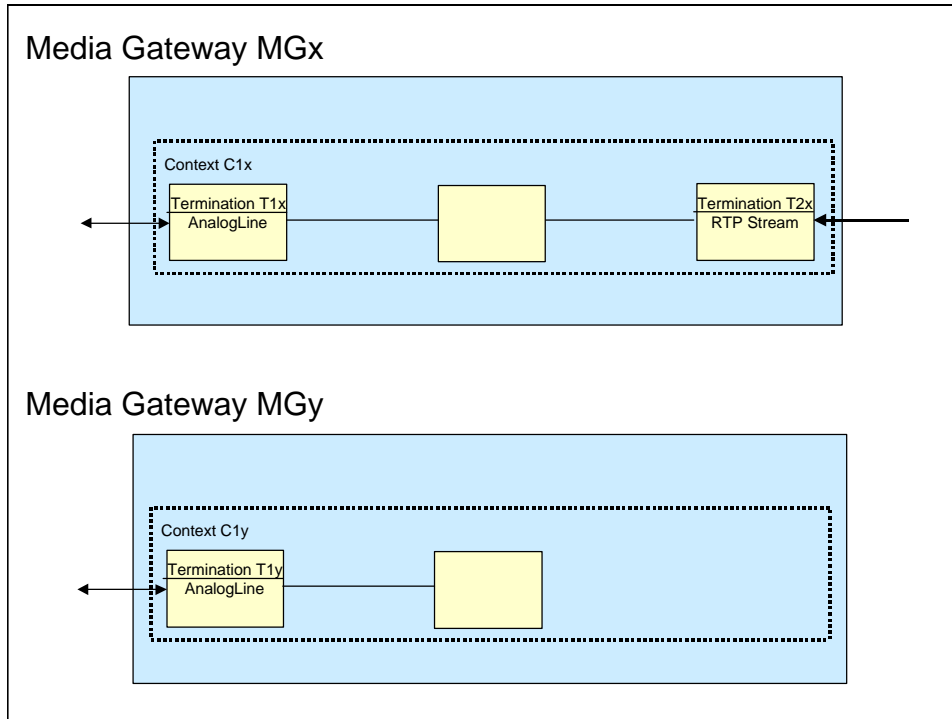 Media Gateway MGx
Context C1x
Termination T1x
AnalogLine
Termination T2x
RTP Stream
Media Gateway MGy
Context C1y
Termination T1y
AnalogLine